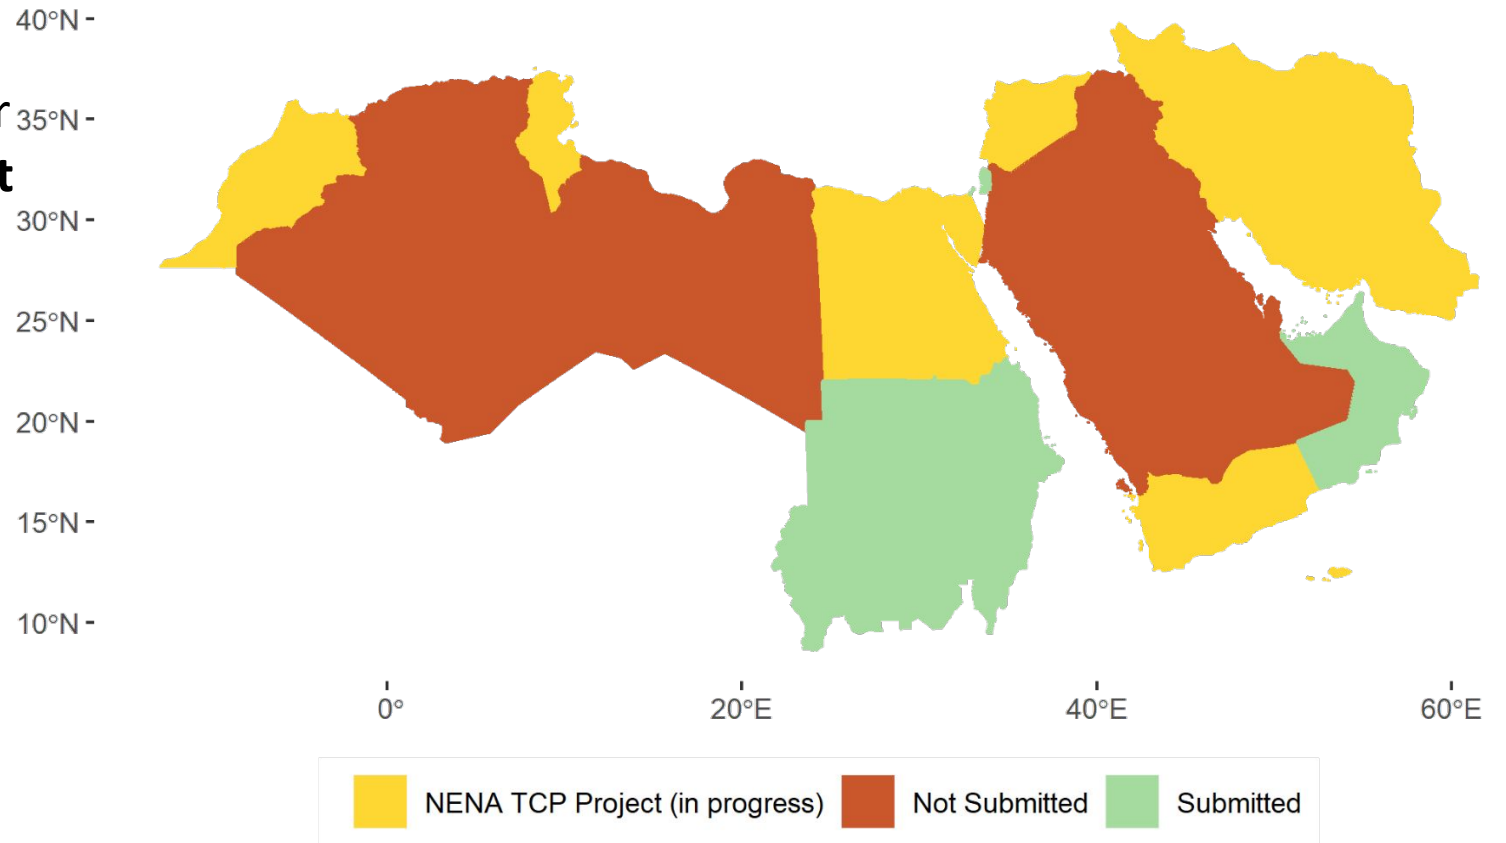 40°N
r
35°N
t
30°N
25°N
20°N
15°N
10°N
0° 20°E 40°E 60°E
NENA TCP Project (in progress) Not Submitted Submitted